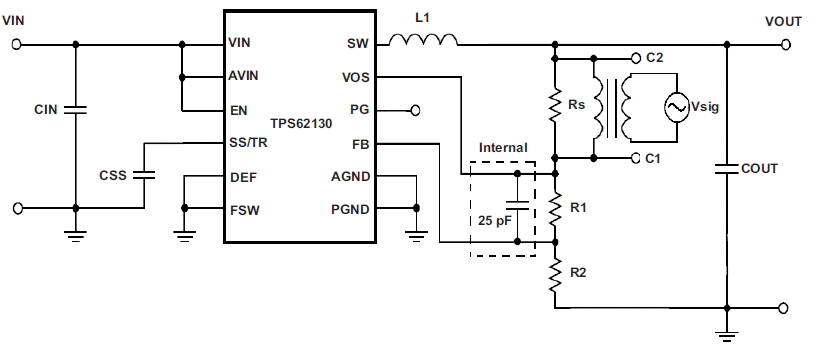 VIN
L1
VOUT
VIN
SW
C2
AVIN
VOS
Rs
Vsig
CIN
EN
PG
TPS62130
SS/TR
FB
Internal
C1
CSS
DEF
AGND
COUT
FSW
PGND
25 pF
R1
R2